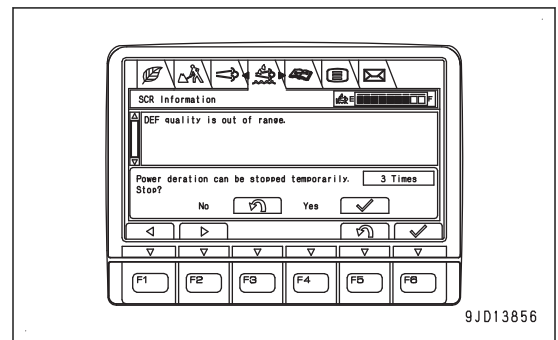 SCR Information
E F
DEF quality is out of range.
Power deration can be stopped temporarily. 3 Times
Stop?
No Yes
F1 F2 F3 F4 F5 F6
9JD13856